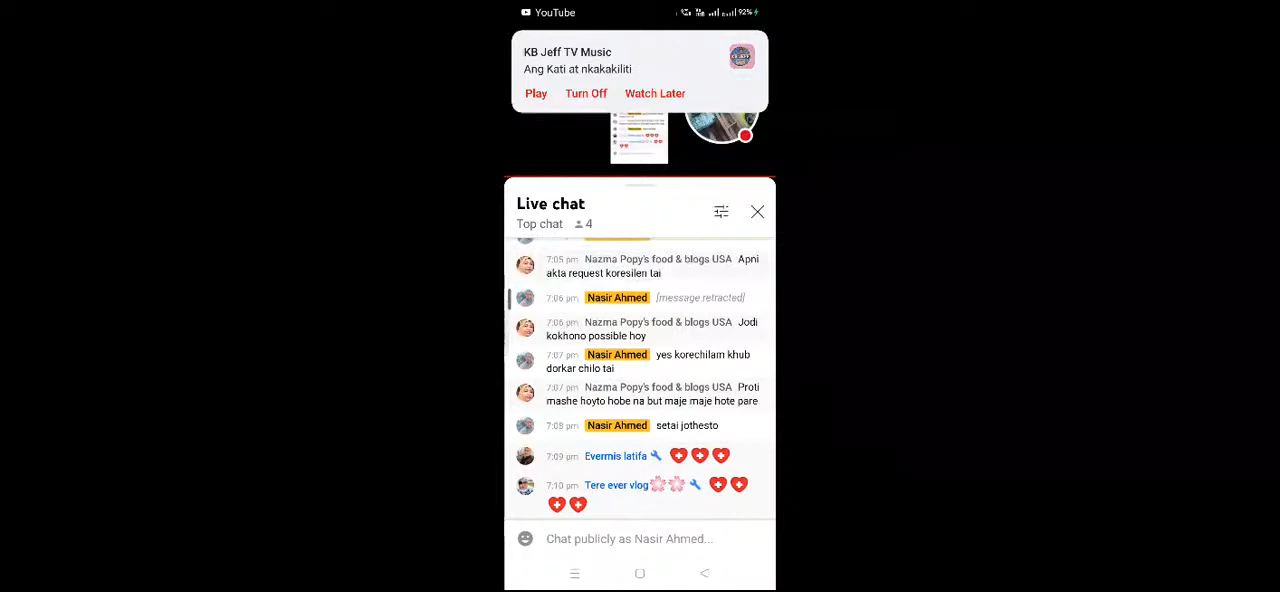 YouTube
92%
KB Jeff TV Music
Ang Kati at nkakakiliti
Play Turn Off Watch Later
Live chat
Top chat 4
7:05 pm Nazma Popy's food & blogs USA Apni
akta request koresilen tai
7:06 pm Nasir Ahmed [message retracted]
7:06 pm Nazma Popy's food & blogs USA Jodi
kokhono possible hoy
7:07 pm Nasir Ahmed yes korechilam khub
dorkar chilo tai
7:07 pm Nazma Popy's food & blogs USA Proti
mashe hoyto hobe na but maje maje hote pare
7:08 pm Nasir Ahmed setai jothesto
7:09 pm Evermis latifa
7:10 pm Tere ever vlog
Chat publicly as Nasir Ahmed...